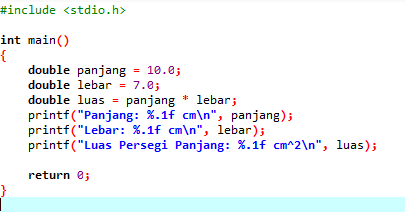 #include <stdio.h>
int main()
{
double panjang = 10.0;
double lebar = 7.0;
double luas = panjang * lebar;
printf("Panjang: %.1f cm\n", panjang);
printf("Lebar: %.1f cm\n", lebar);
printf("Luas Persegi Panjang: %.1f cm^2\n", luas);
return 0;
}